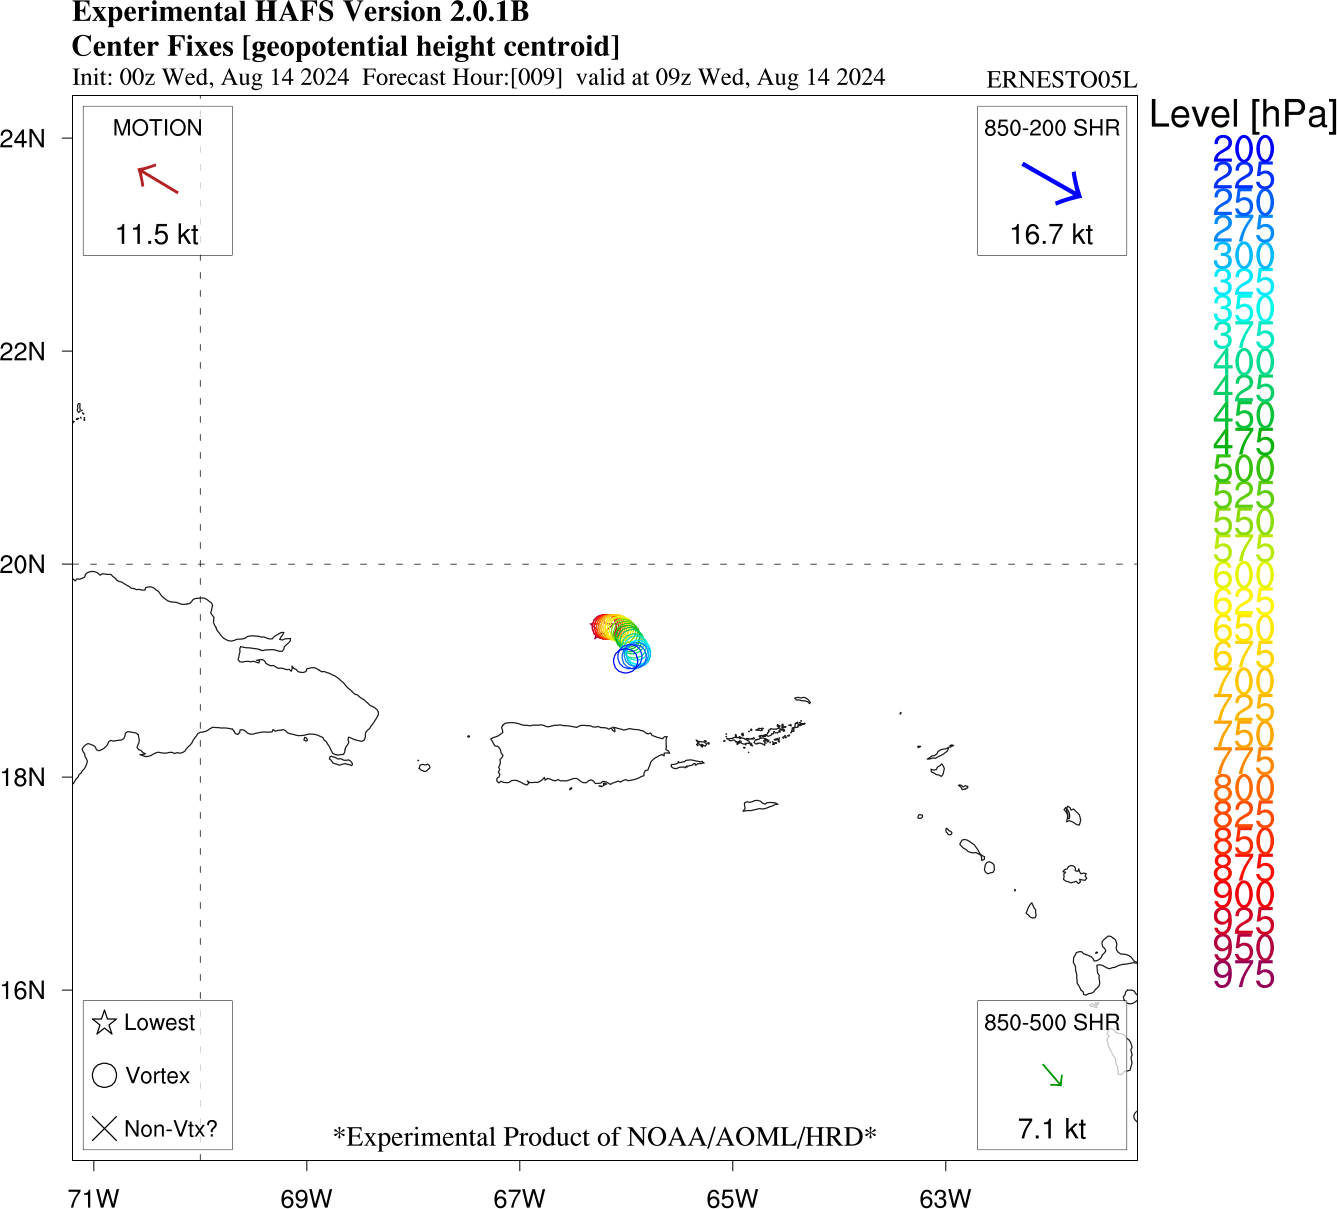 Experimental HAFS Version 2.0.1B
Center Fixes [geopotential height centroid]
Init: 00z Wed, Aug 14 2024 Forecast Hour:[009] valid at 09z Wed, Aug 14 2024
ERNESTO05L
Level [hPa]
200
225
250
275
300
325
350
375
400
425
450
475
500
525
550
575
600
625
650
675
700
725
750
775
800
825
850
875
900
925
950
975
MOTION
11.5 kt
850-200 SHR
16.7 kt
24N
22N
20N
18N
16N
Lowest
Vortex
Non-Vtx?
*Experimental Product of NOAA/AOML/HRD*
850-500 SHR
7.1 kt
71W
69W
67W
65W
63W